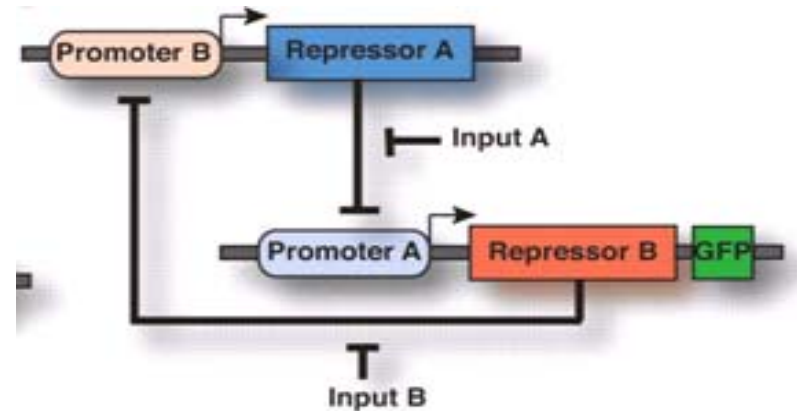 Promoter B
Repressor A
Input A
Promoter A
Repressor B
GFP
Input B